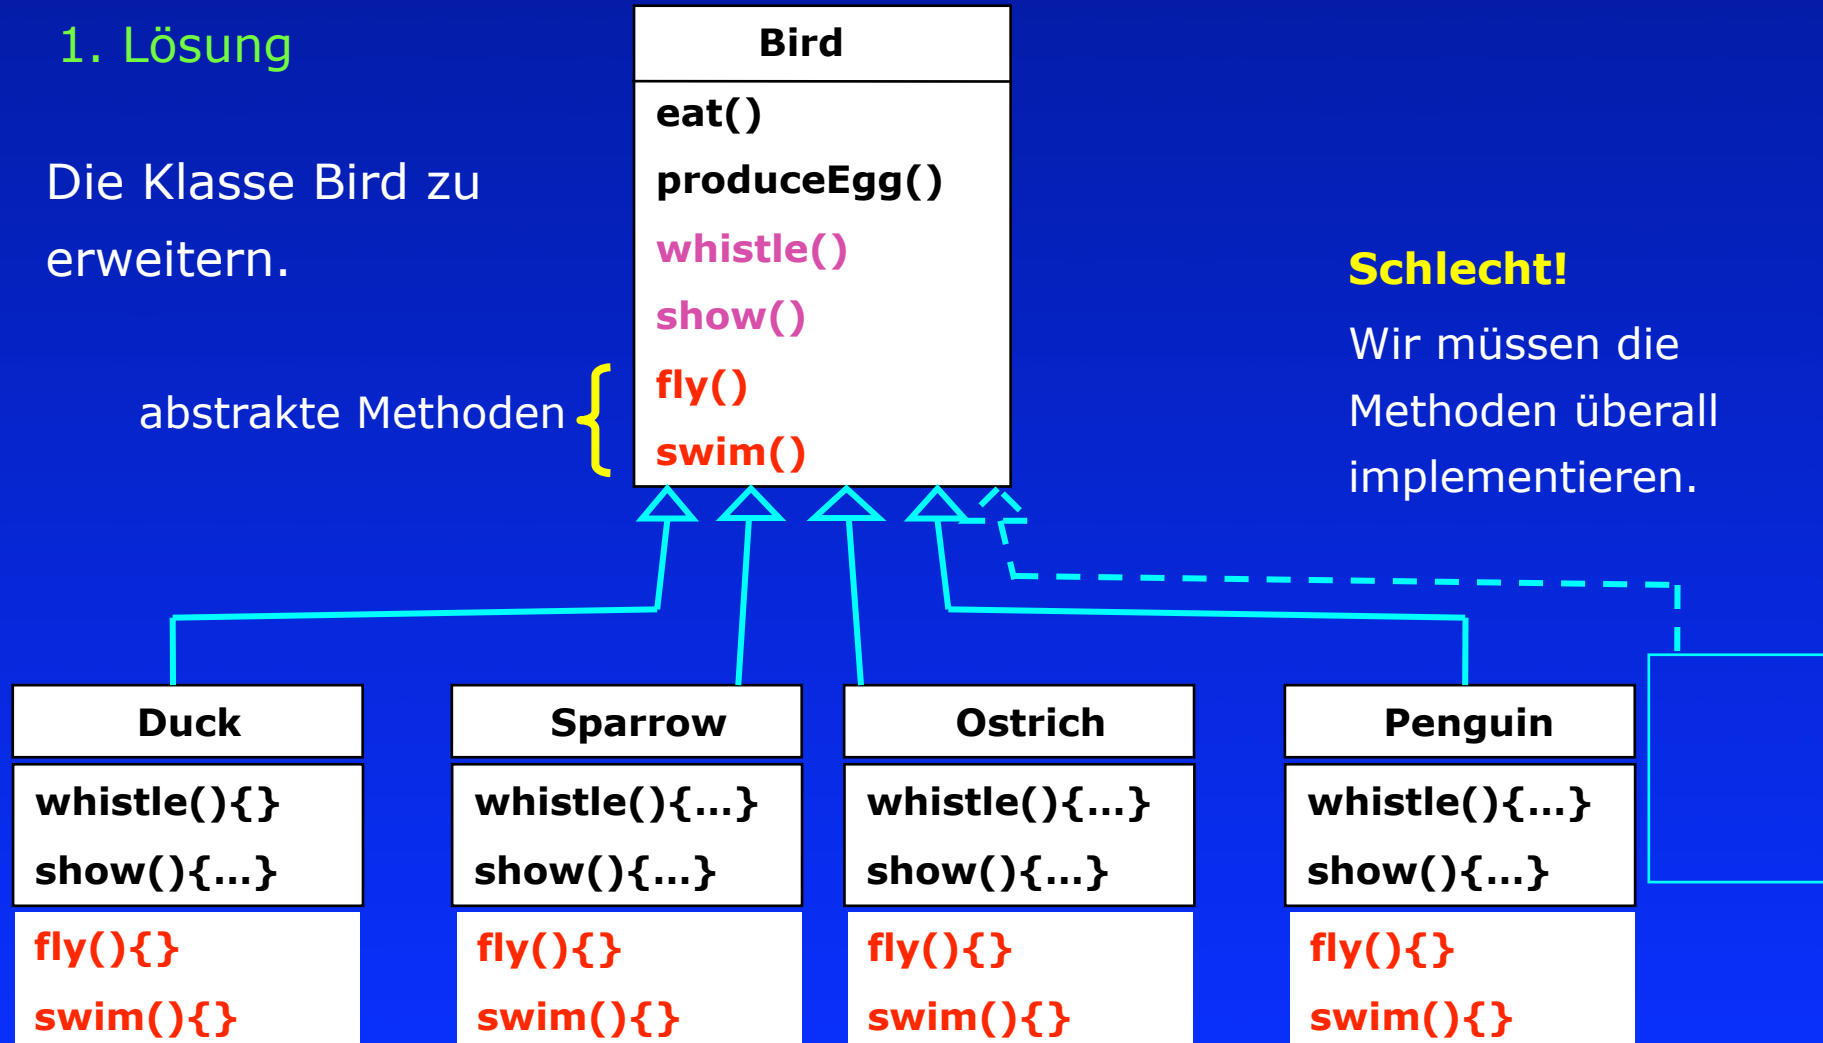 1. Lösung
Die Klasse Bird zu
erweitern.
abstrakte Methoden
Bird
eat()
produceEgg()
whistle()
show()
fly()
swim()
Schlecht!
Wir müssen die
Methoden überall
implementieren.
Duck
whistle(){}
show(){...}
fly(){}
swim(){}
Sparrow
whistle(){...}
show(){...}
fly(){}
swim(){}
Ostrich
whistle(){...}
show(){...}
fly(){}
swim(){}
Penguin
whistle(){...}
show(){...}
fly(){}
swim(){}